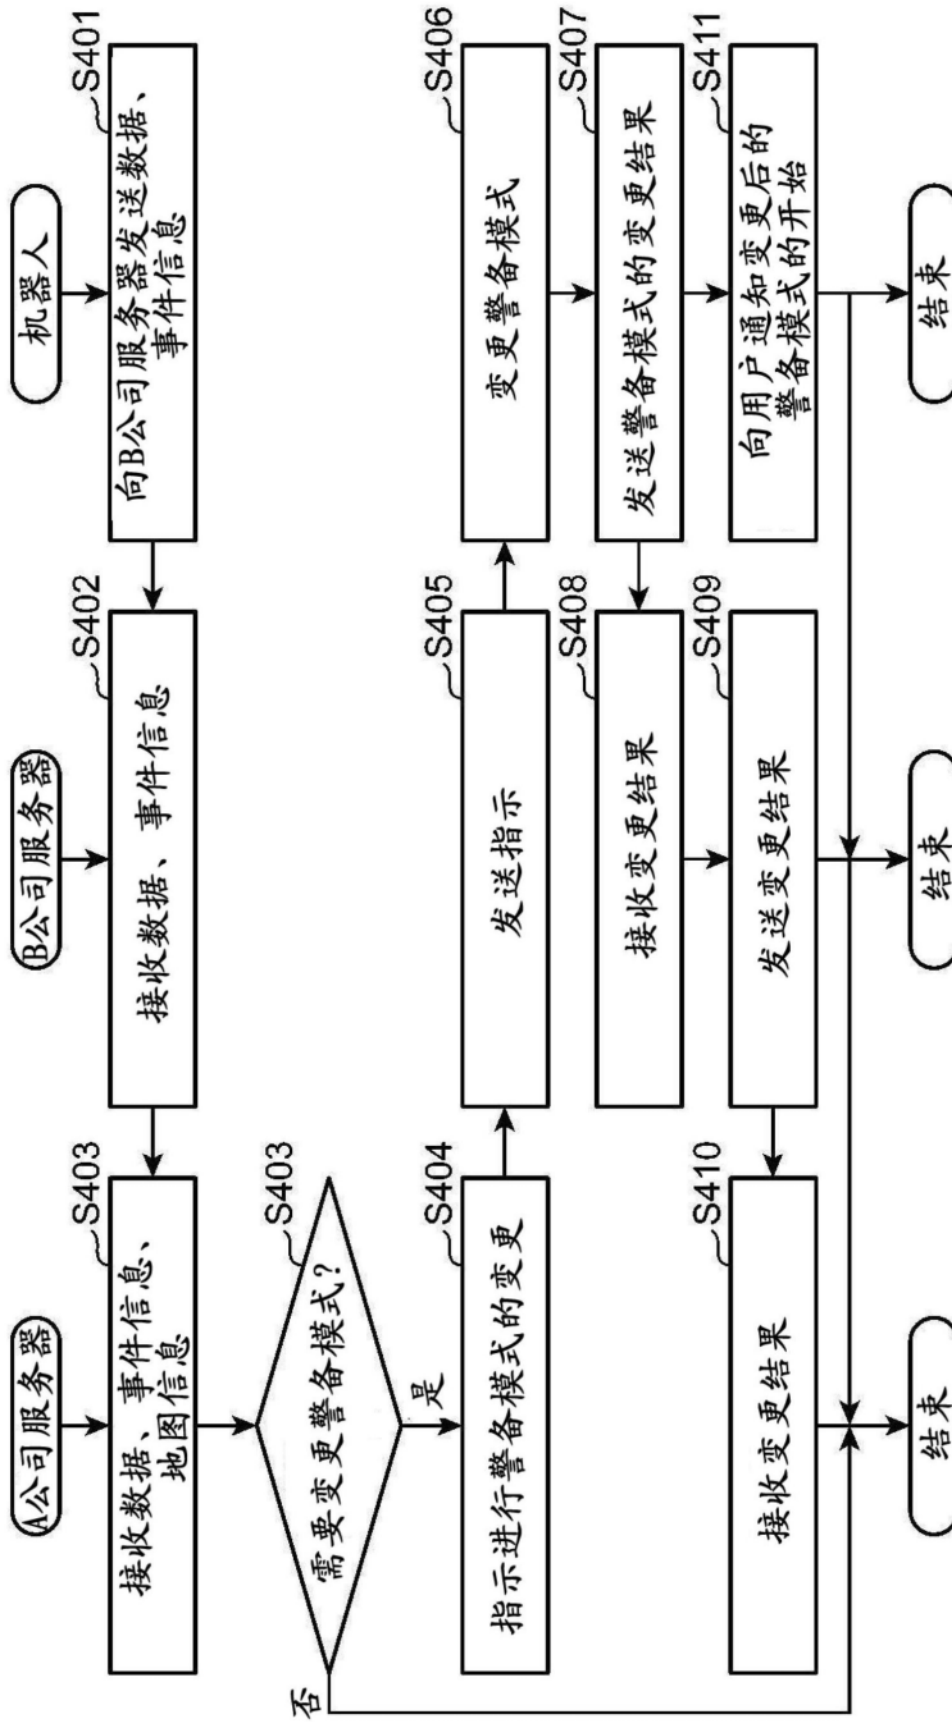 A公司服务器
B公司服务器
机器人
S401
向B公司服务器发送数据、
事件信息
S402
接收数据、事件信息
S403
接收数据、事件信息、
地图信息
S403
需要变更警备模式?
否
是
S404
指示进行警备模式的变更
S405
发送指示
S406
变更警备模式
S407
发送警备模式的变更结果
S408
接收变更结果
S409
发送变更结果
S410
接收变更结果
S411
向用户通知变更后的
警备模式的开始
结束
结束
结束